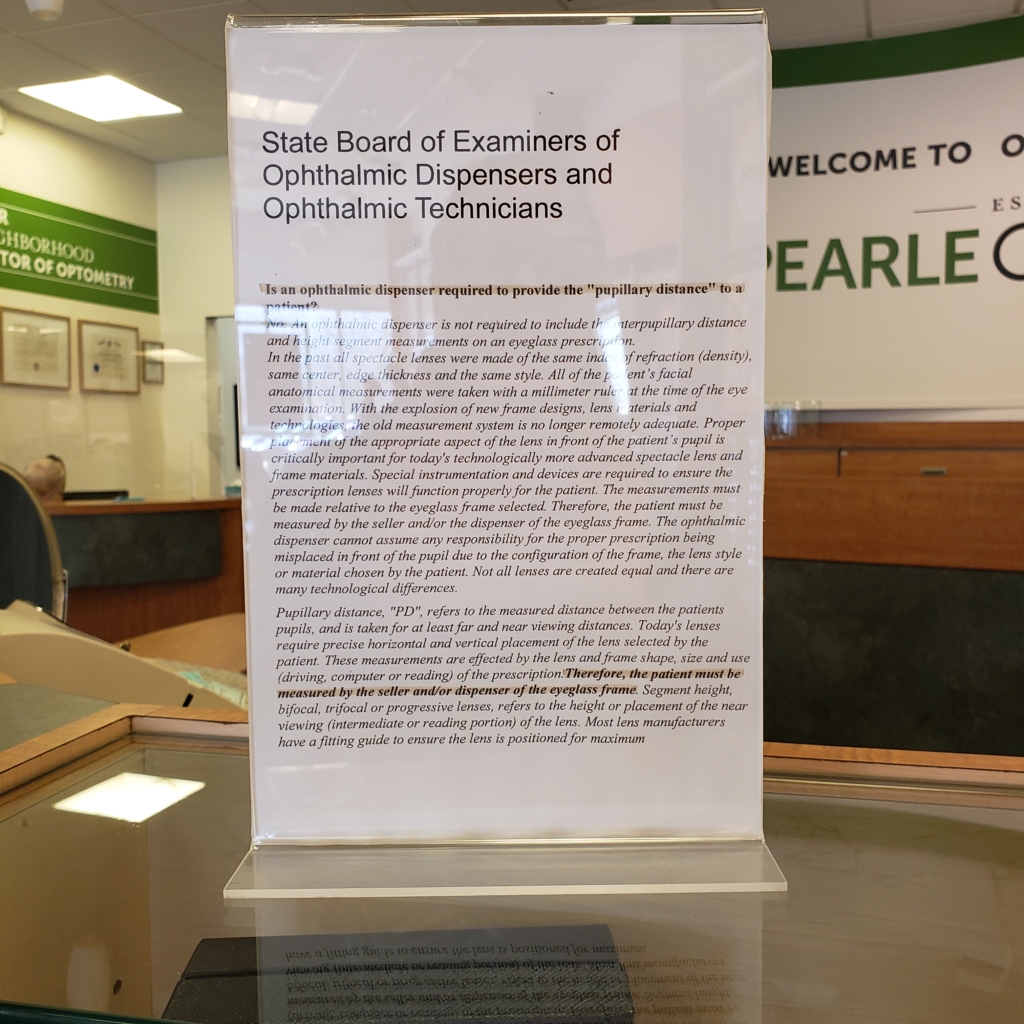 State Board of Examiners of
Ophthalmic Dispensers and
Ophthalmic Technicians
Is an ophthalmic dispenser required to provide the "pupillary distance" to a
patient?
No. An ophthalmic dispenser is not required to include the interpupillary distance
and height segment measurements on an eyeglass prescription.
In the past all spectacle lenses were made of the same index of refraction (density),
same center, edge thickness and the same style. All of the patient's facial
anatomical measurements were taken with a millimeter ruler at the time of the eye
examination. With the explosion of new frame designs, lens materials and
technologies, the old measurement system is no longer remotely adequate. Proper
placement of the appropriate aspect of the lens in front of the patient's pupil is
critically important for today's technologically more advanced spectacle lens and
frame materials. Special instrumentation and devices are required to ensure the
prescription lenses will function properly for the patient. The measurements must
be made relative to the eyeglass frame selected. Therefore, the patient must be
measured by the seller and/or the dispenser of the eyeglass frame. The ophthalmic
dispenser cannot assume any responsibility for the proper prescription being
misplaced in front of the pupil due to the configuration of the frame, the lens style
or material chosen by the patient. Not all lenses are created equal and there are
many technological differences.
Pupillary distance, "PD", refers to the measured distance between the patients
pupils, and is taken for at least far and near viewing distances. Today's lenses
require precise horizontal and vertical placement of the lens selected by the
patient. These measurements are effected by the lens and frame shape, size and use
(driving, computer or reading) of the prescription.Therefore, the patient must be
measured by the seller and/or dispenser of the eyeglass frame. Segment height,
bifocal, trifocal or progressive lenses, refers to the height or placement of the near
viewing (intermediate or reading portion) of the lens. Most lens manufacturers
have a fitting guide to ensure the lens is positioned for maximum
WELCOME TO O
ES
PEARLE
R
GHBORHOOD
TOR OF OPTOMETRY